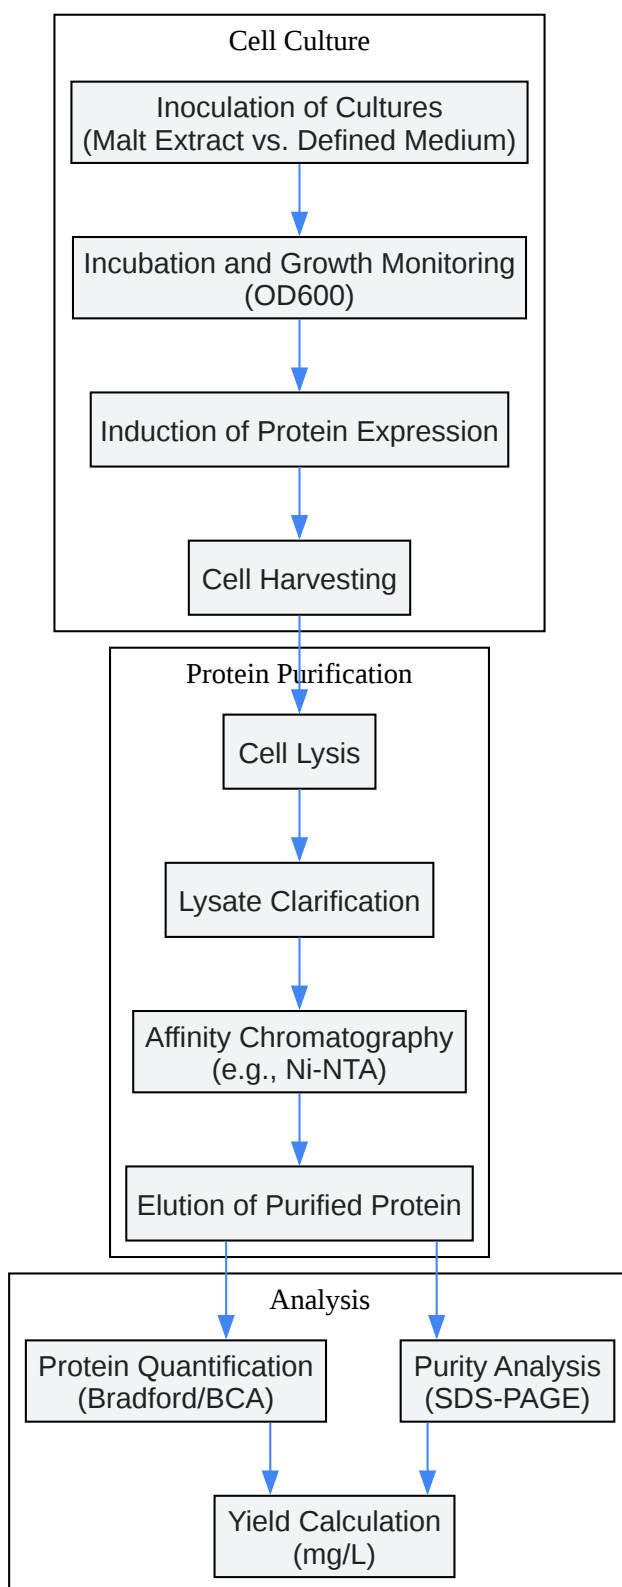 Cell Culture
Inoculation of Cultures
(Malt Extract vs. Defined Medium)
Incubation and Growth Monitoring
(OD600)
Induction of Protein Expression
Cell Harvesting
Protein Purification
Cell Lysis
Lysate Clarification
Affinity Chromatography
(e.g., Ni-NTA)
Elution of Purified Protein
Analysis
Protein Quantification
(Bradford/BCA)
Purity Analysis
(SDS-PAGE)
Yield Calculation
(mg/L)